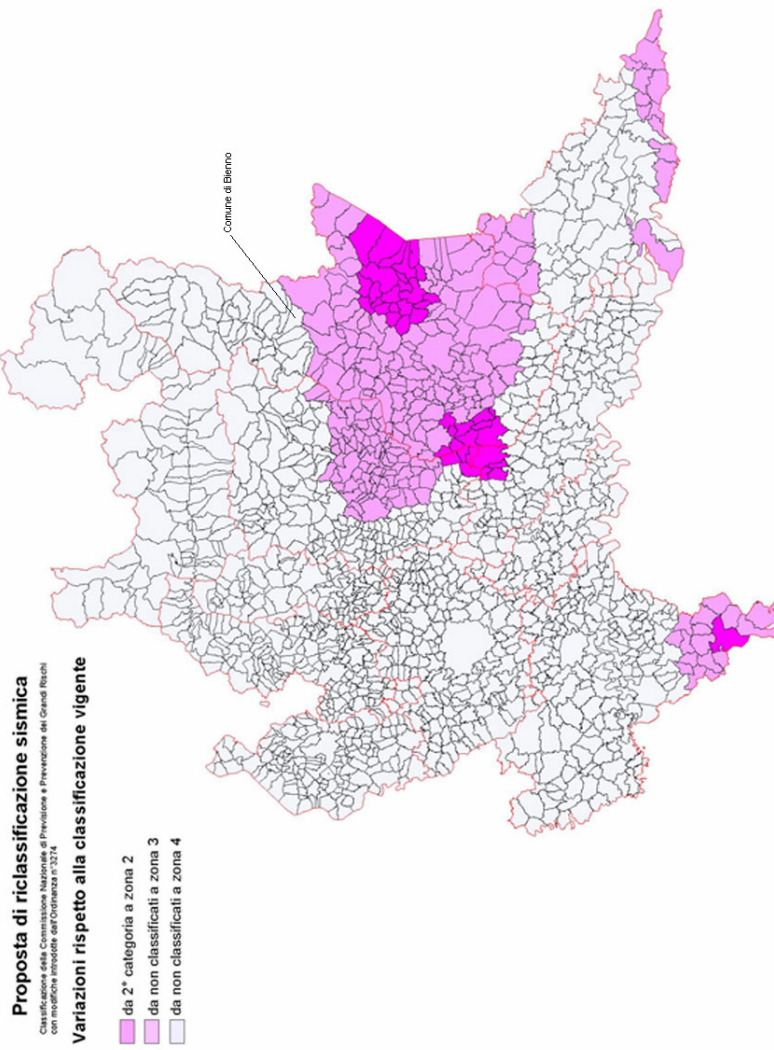 Proposta di riclassificazione sismica
Classificazione della Commissione Nazionale di Previsione e Prevenzione dei Grandi Rischi
con modifiche introdotte dall'Ordinanza n°3274
Variazioni rispetto alla classificazione vigente
da 2° categoria a zona 2
da non classificati a zona 3
da non classificati a zona 4
Comune di Bienno